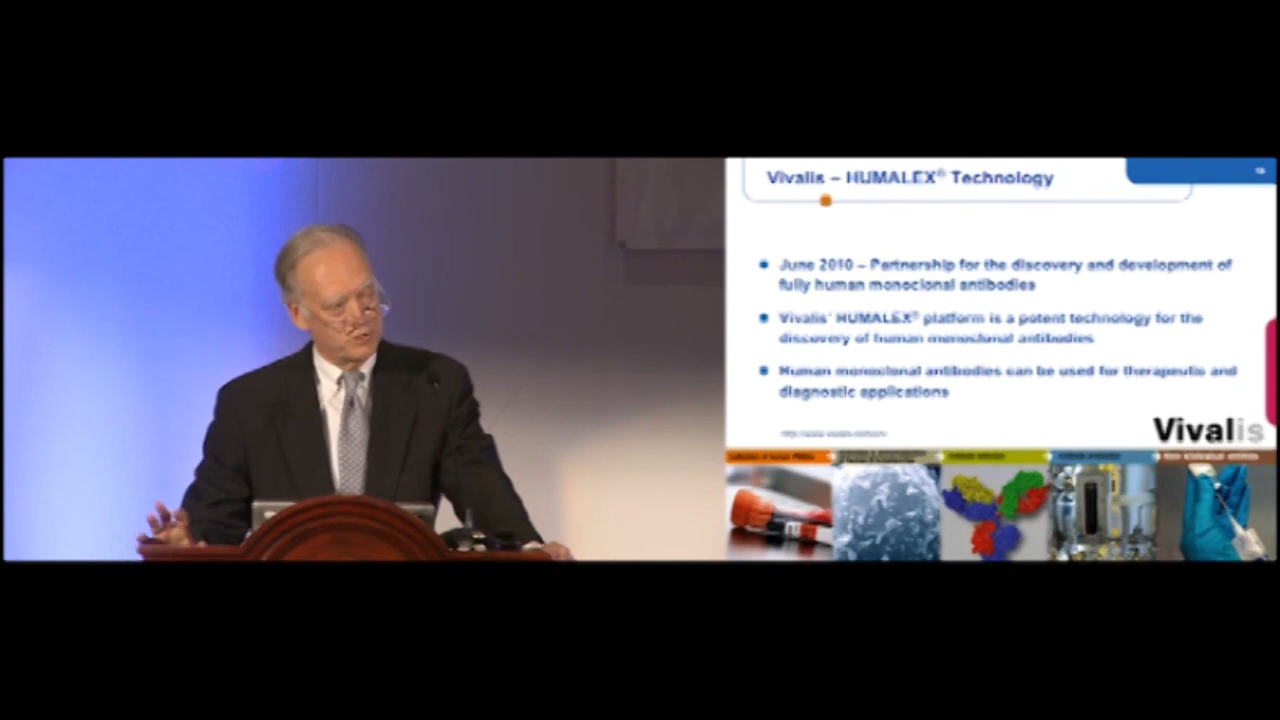 Vivalis – HUMALEX® Technology
June 2010 – Partnership for the discovery and development of
fully human monoclonal antibodies
Vivalis' HUMALEX® platform is a potent technology for the
discovery of human monoclonal antibodies
Human monoclonal antibodies can be used for therapeutic and
diagnostic applications
Vivalis